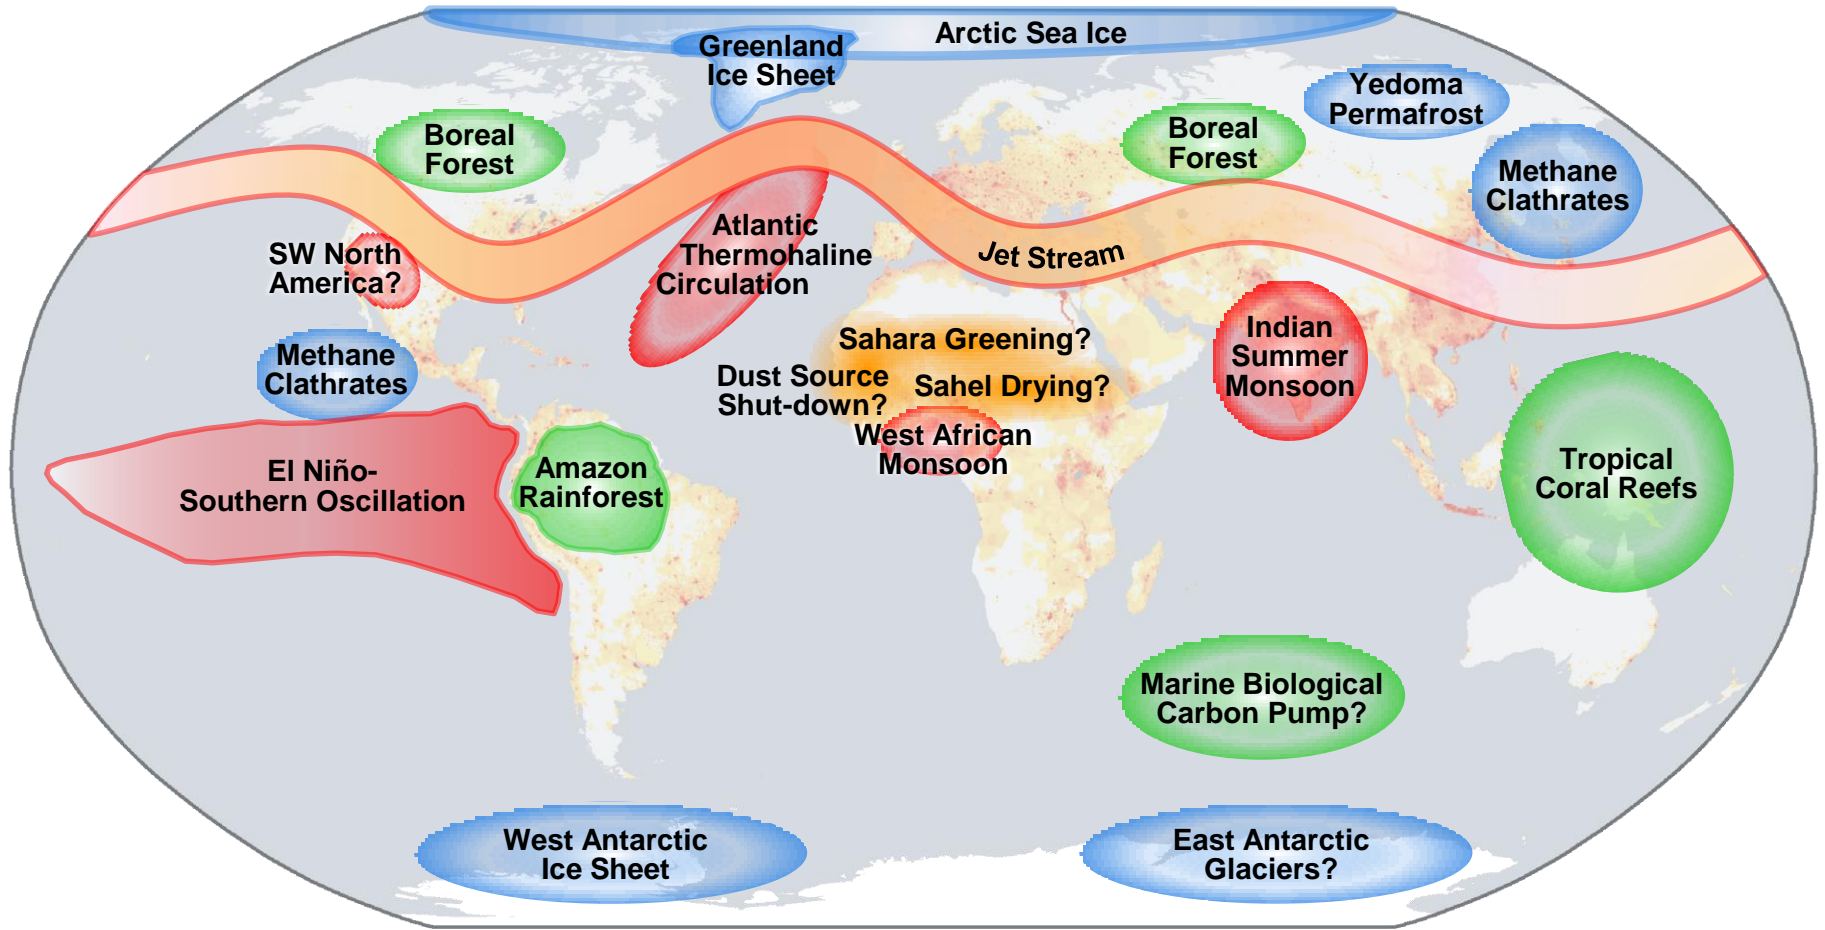 Arctic Sea Ice
Greenland
Ice Sheet
Yedoma
Permafrost
Boreal
Forest
Boreal
Forest
Methane
Clathrates
Atlantic
Thermohaline
Circulation
Jet Stream
SW North
America?
Indian
Summer
Monsoon
Sahara Greening?
Methane
Clathrates
Dust Source
Shut-down?
Sahel Drying?
West African
Monsoon
El Niño-
Southern Oscillation
Amazon
Rainforest
Tropical
Coral Reefs
Marine Biological
Carbon Pump?
West Antarctic
Ice Sheet
East Antarctic
Glaciers?